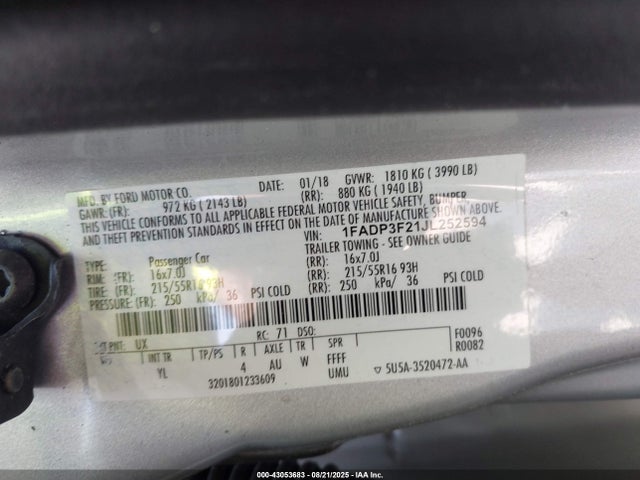 MFD. BY FORD MOTOR CO. DATE: 01/18 GVWR: 1810 KG ( 3990 LB)
GAWR: (FR): 972 KG ( 2143 LB) (RR): 880 KG ( 1940 LB)
THIS VEHICLE CONFORMS TO ALL APPLICABLE FEDERAL MOTOR VEHICLE SAFETY, BUMPER,
AND THEFT PREVENTION STANDARDS IN EFFECT ON THE DATE OF MANUFACTURE SHOWN ABOVE.
VIN: 1FADP3F21JL252594
TYPE: Passenger Car TRAILER TOWING - SEE OWNER GUIDE
RIM: (FR): 16x7.0J (RR): 16x7.0J
TIRE: (FR): 215/55R16 93H (RR): 215/55R16 93H
PRESSURE: (FR): 250 kPa/ 36 PSI COLD (RR): 250 kPa/ 36 PSI COLD
EXT PNT: UX RC: 71 DSO: F0096
INT TR TP/PS R AXLE TR SPR R0082
YL 4 AU W FFFF
3201801233609 UMU ▽ 5U5A-3520472-AA
000-43053683 - 08/21/2025 - IAA Inc.